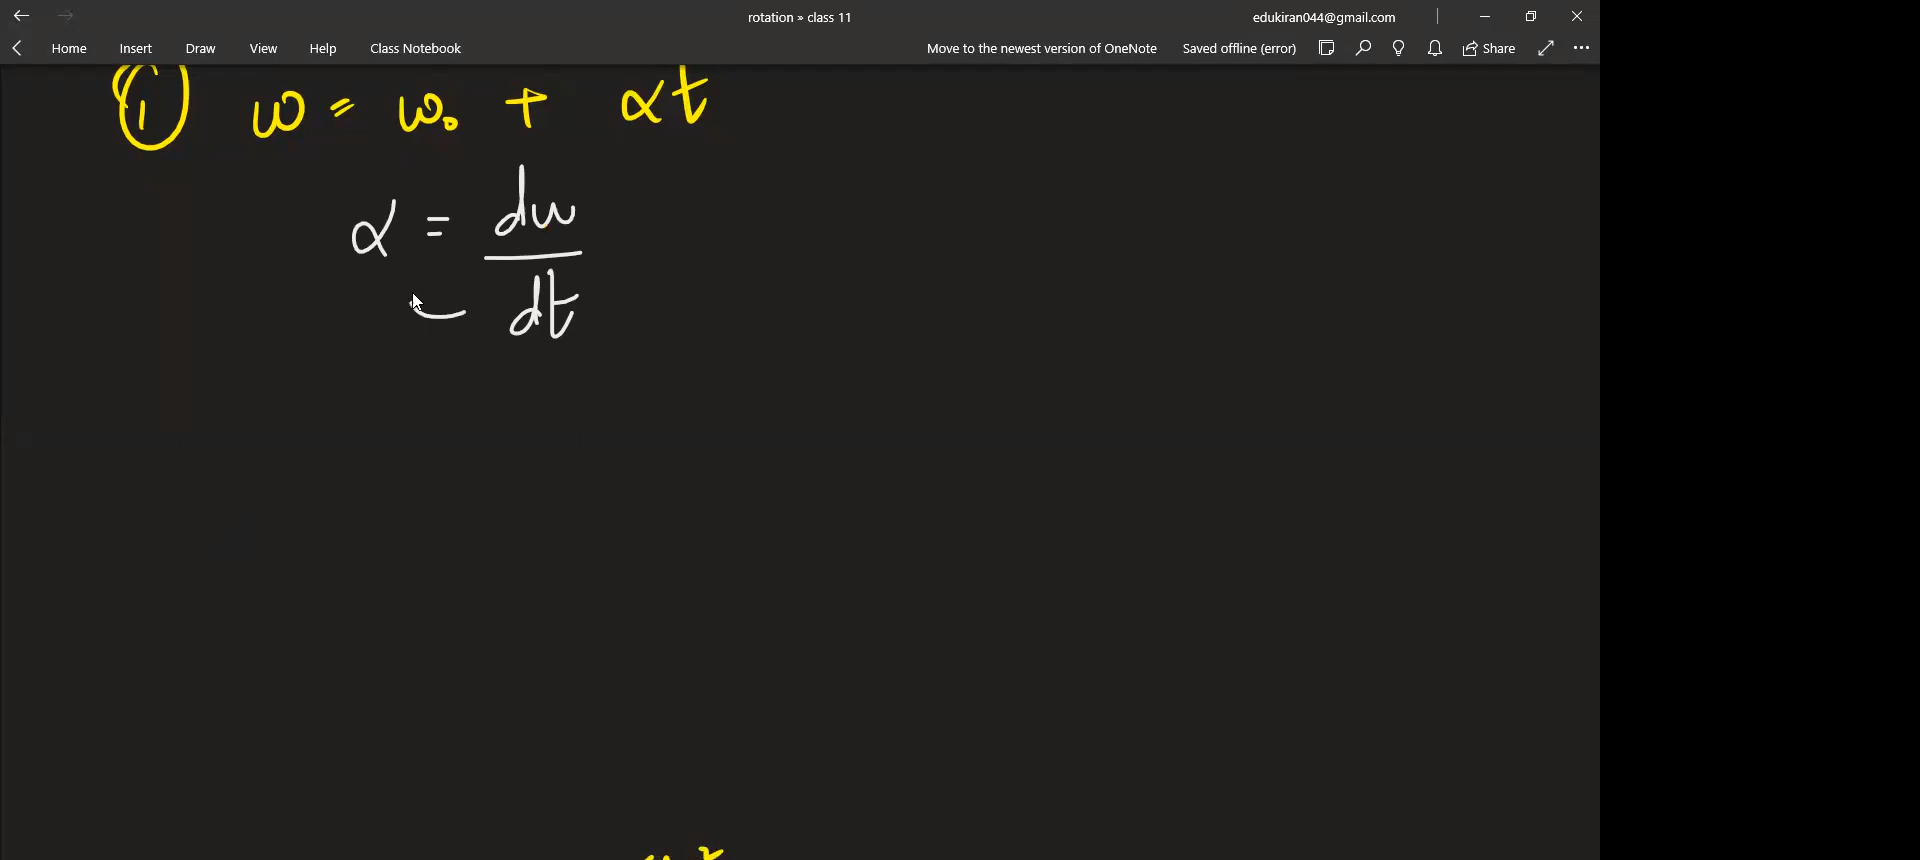 rotation » class 11
edukiran044@gmail.com
Home Insert Draw View Help Class Notebook
Move to the newest version of OneNote Saved offline (error) Share
① ω = ω₀ + αt
α = dω/dt